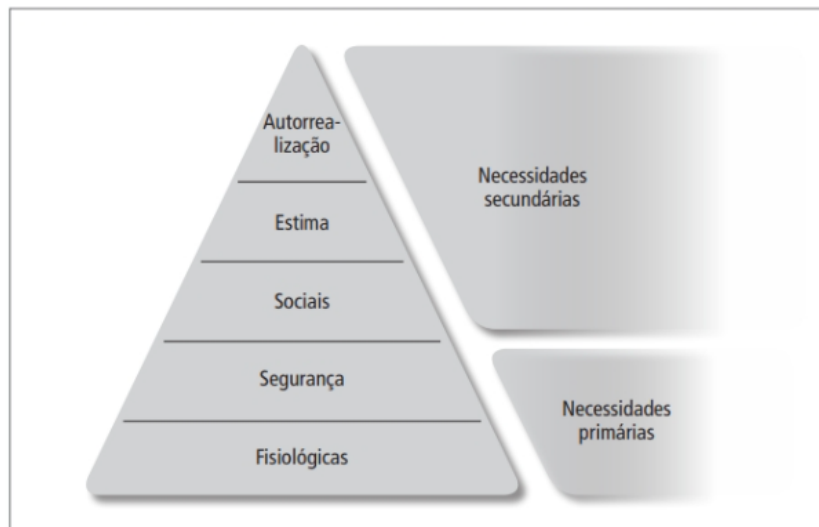 Autorrea-
lização
Estima
Sociais
Segurança
Fisiológicas
Necessidades
secundárias
Necessidades
primárias